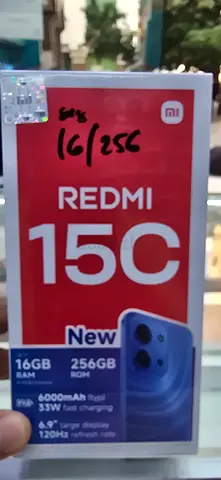 mi
16/256
REDMI
15C
New
16GB 256GB
RAM ROM
6000mAh (typ)
33W fast charging
6.9" large display
120Hz refresh rate